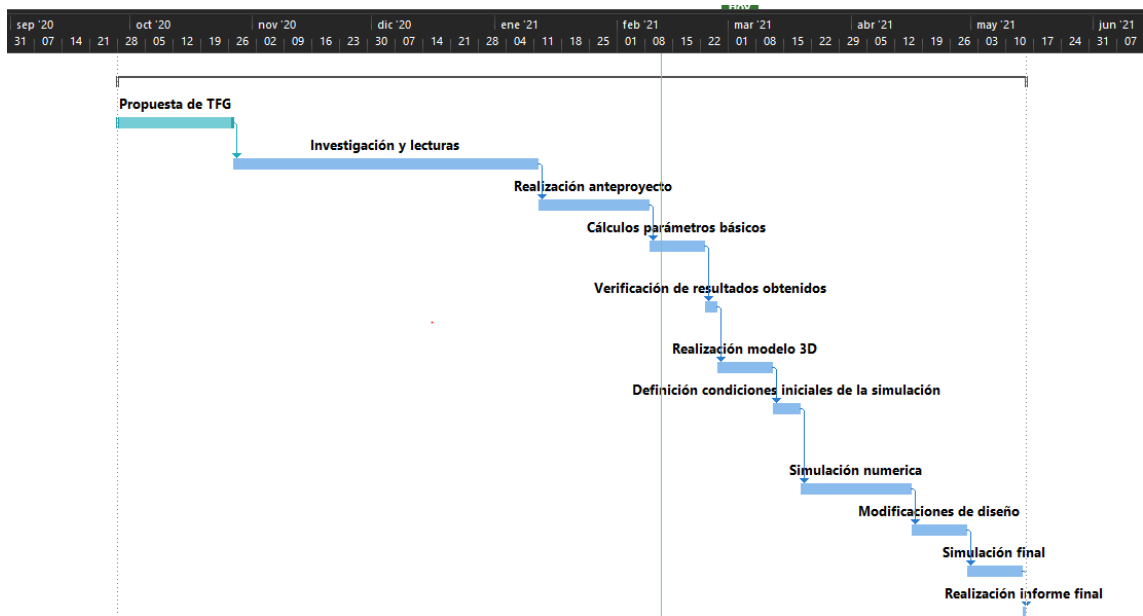 HOY
sep '20 oct '20 nov '20 dic '20 ene '21 feb '21 mar '21 abr '21 may '21 jun '21
31 07 14 21 28 05 12 19 26 02 09 16 23 30 07 14 21 28 04 11 18 25 01 08 15 22 01 08 15 22 29 05 12 19 26 03 10 17 24 31 07
Propuesta de TFG
Investigación y lecturas
Realización anteproyecto
Cálculos parámetros básicos
Verificación de resultados obtenidos
Realización modelo 3D
Definición condiciones iniciales de la simulación
Simulación numerica
Modificaciones de diseño
Simulación final
Realización informe final